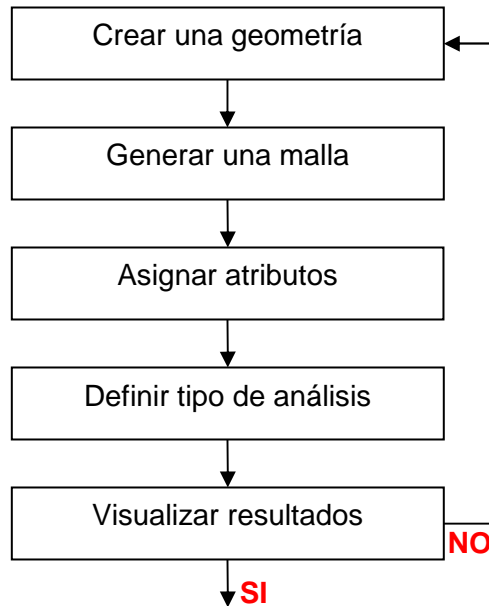 Crear una geometría
Generar una malla
Asignar atributos
Definir tipo de análisis
Visualizar resultados
NO
SI